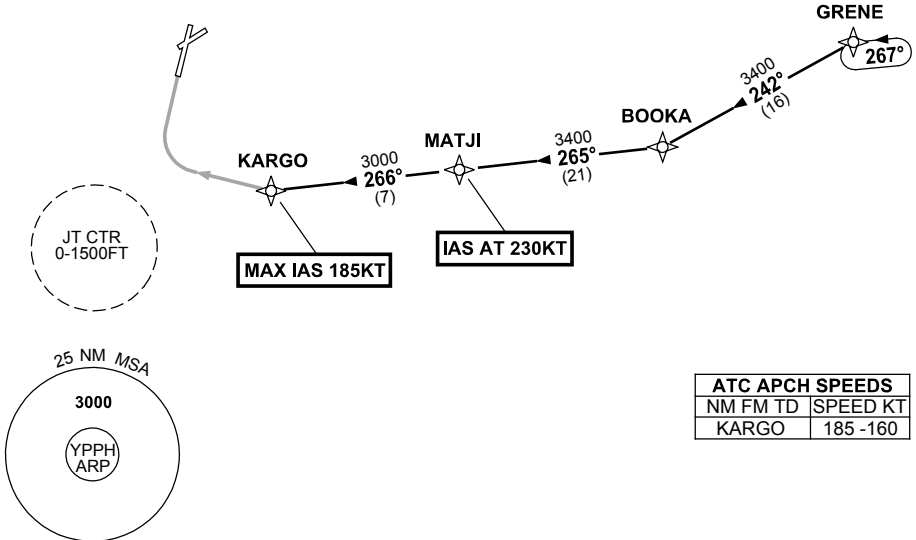 GRENE
267°
3400
242°
(16)
BOOKA
3400
265°
(21)
MATJI
3000
266°
(7)
KARGO
IAS AT 230KT
MAX IAS 185KT
JT CTR
0-1500FT
25 NM MSA
3000
YPPH
ARP
ATC APCH SPEEDS
NM FM TD SPEED KT
KARGO 185 -160